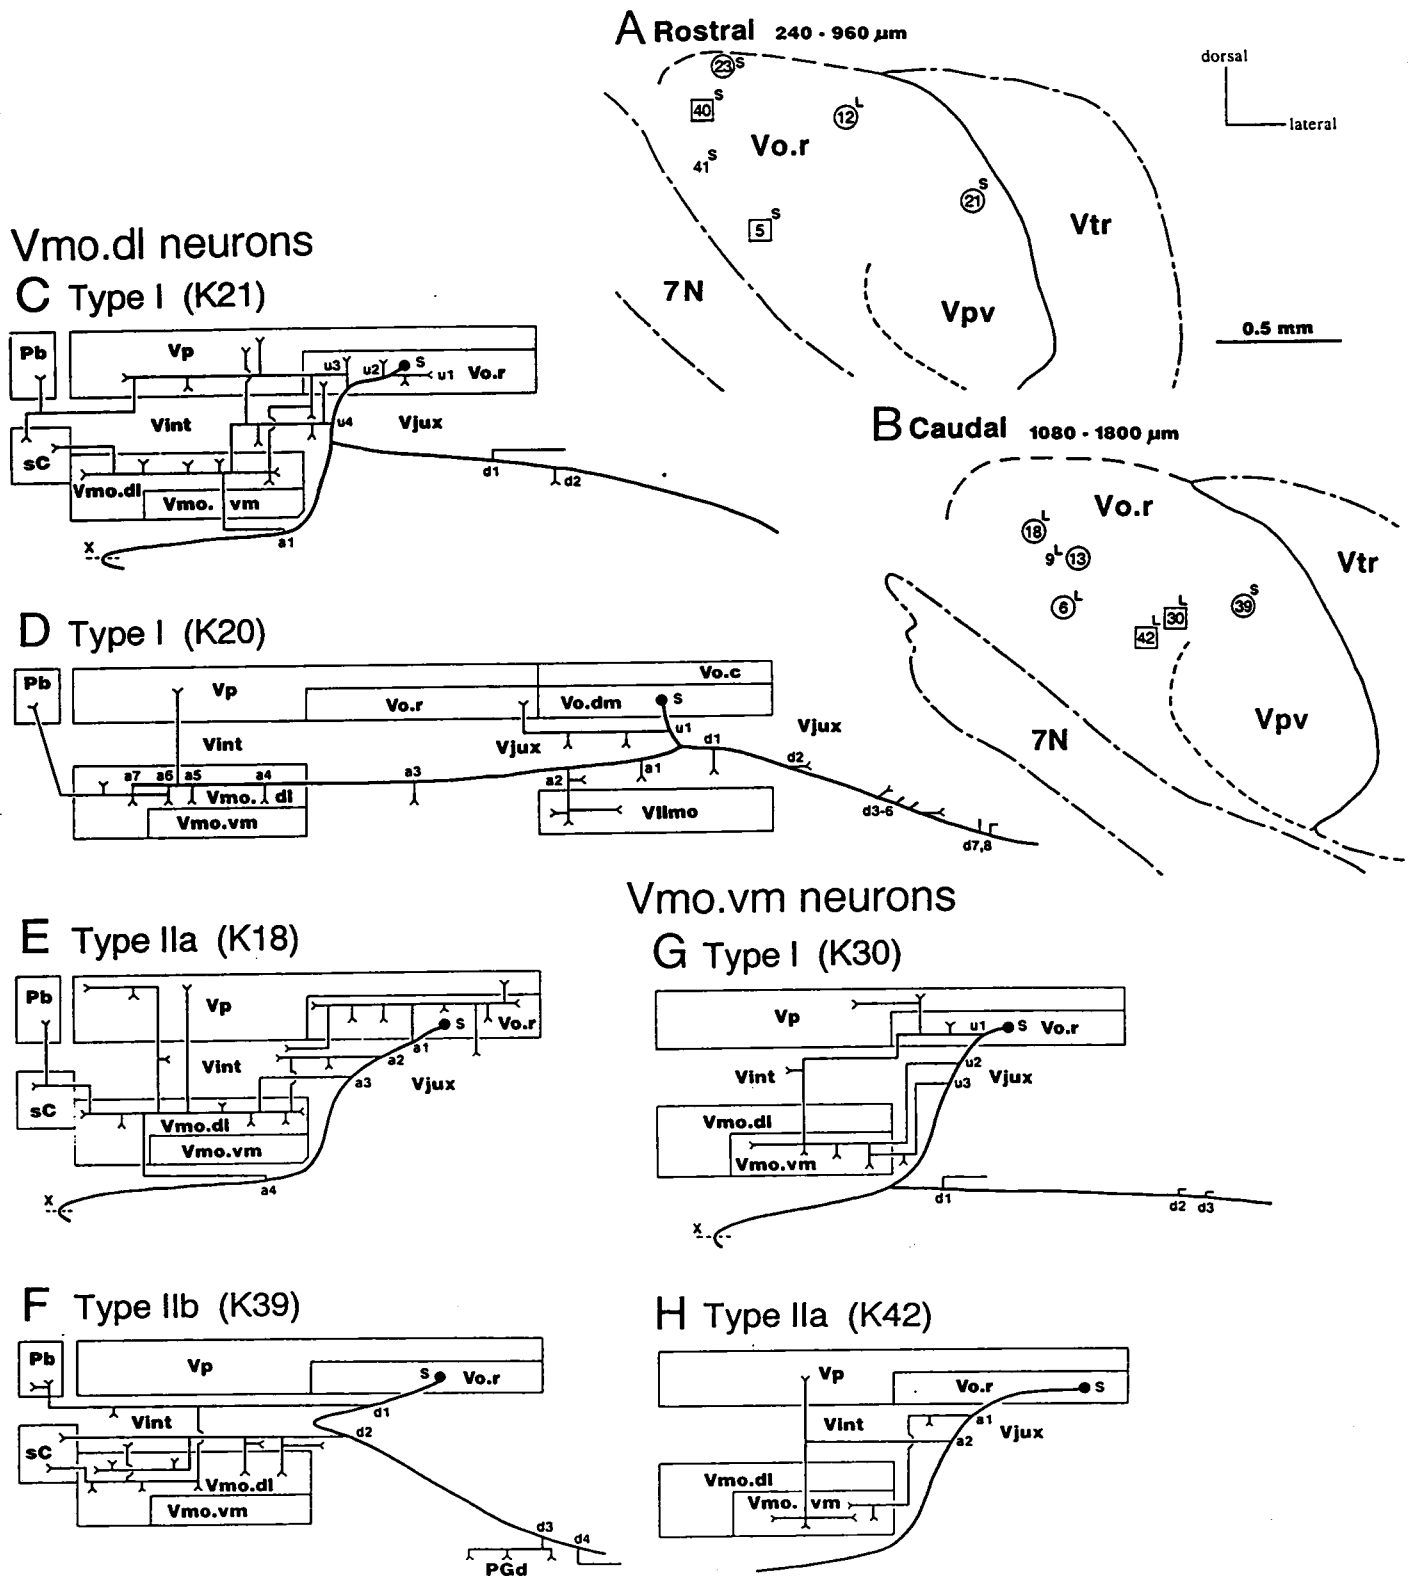 A Rostral 240 - 960 µm
dorsal
lateral
23 S
40 S
12 L
Vo.r
41 S
21 S
5 S
Vtr
7N
Vpv
0.5 mm
B Caudal 1080 - 1800 µm
Vo.r
18 L
9 L
13
Vtr
6 L
42 L
30 L
39 S
Vpv
7N
Vmo.dl neurons
C Type I (K21)
Pb
Vp
u3
u2
S
u1
Vo.r
Vint
u4
Vjux
sC
d1
d2
Vmo.dl
Vmo. vm
x
a1
D Type I (K20)
Pb
Vp
Vo.c
Vo.r
Vo.dm
S
u1
Vint
Vjux
d1
Vjux
d2
a7
a6
a5
a4
a3
a2
a1
Vmo. dl
Vmo.vm
VIImo
d3-6
d7,8
E Type IIa (K18)
Pb
Vp
S
Vo.r
a1
a2
Vint
a3
Vjux
sC
Vmo.dl
Vmo.vm
a4
x
F Type IIb (K39)
Pb
Vp
S
Vo.r
d1
Vint
d2
sC
Vmo.dl
Vmo.vm
d3
d4
PGd
Vmo.vm neurons
G Type I (K30)
Vp
u1
S
Vo.r
u2
Vint
u3
Vjux
Vmo.dl
Vmo.vm
d1
d2
d3
x
H Type IIa (K42)
Vp
Vo.r
S
a1
Vint
a2
Vjux
Vmo.dl
Vmo. vm